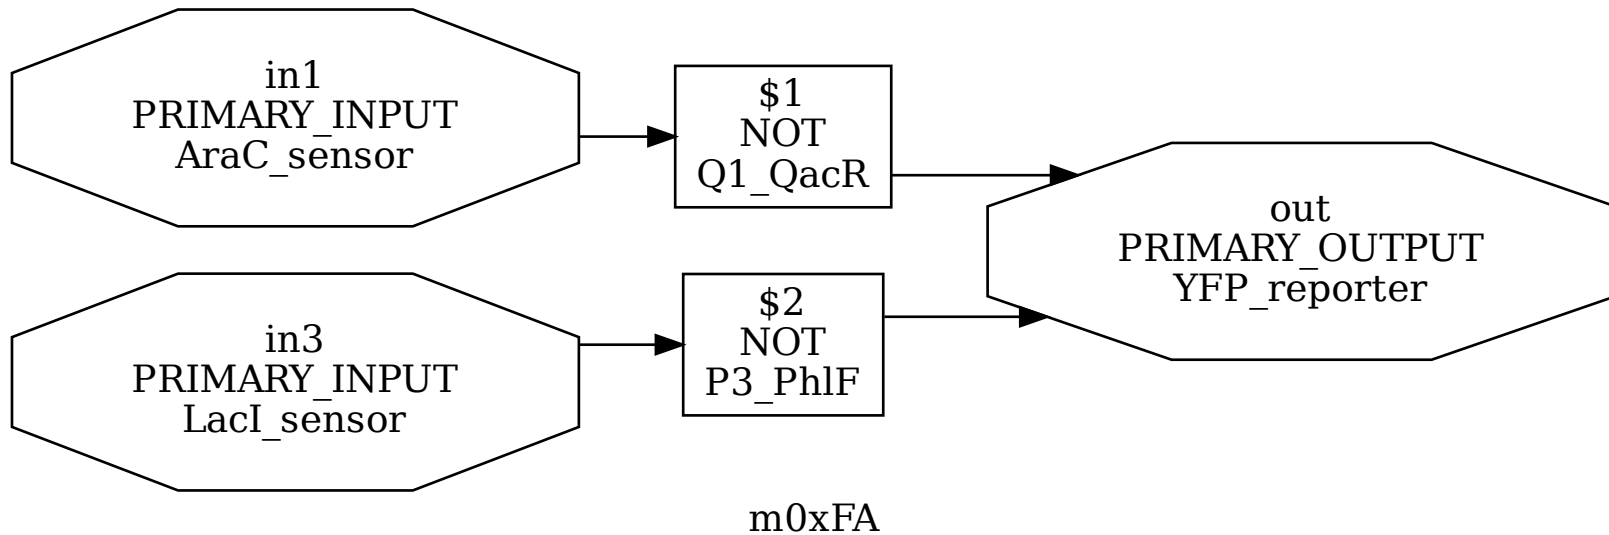 in1
PRIMARY_INPUT
AraC_sensor
$1
NOT
Q1_QacR
in3
PRIMARY_INPUT
LacI_sensor
$2
NOT
P3_PhlF
out
PRIMARY_OUTPUT
YFP_reporter
m0xFA